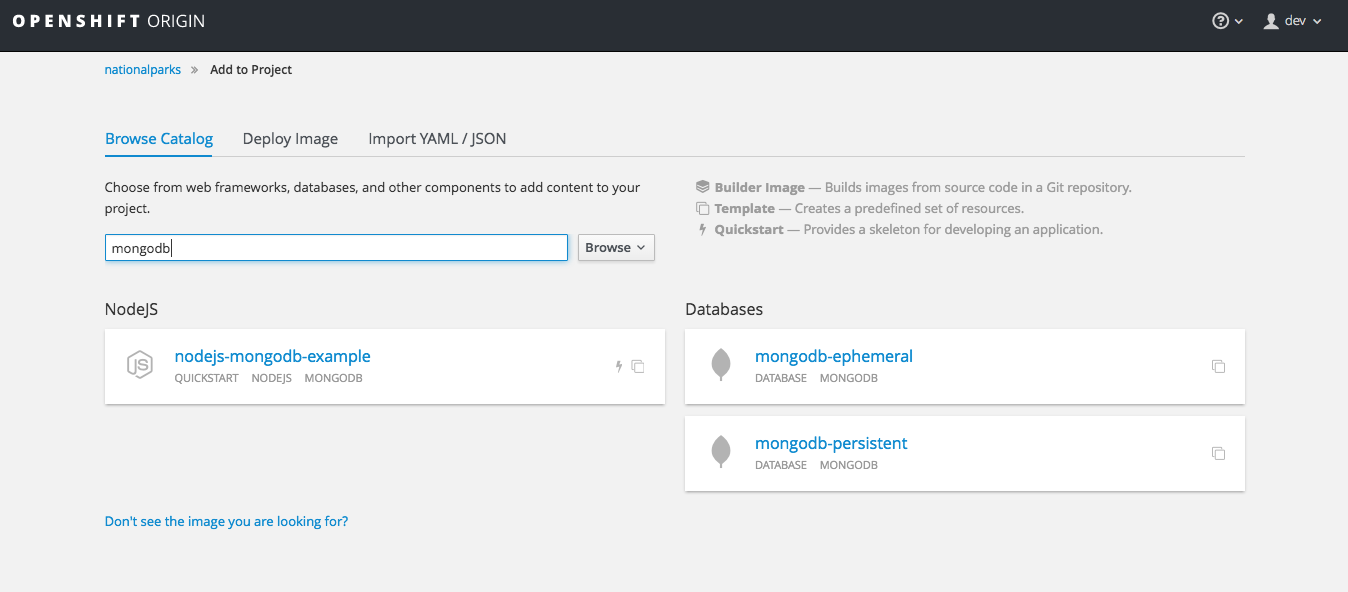 OPENSHIFT ORIGIN
dev
nationalparks » Add to Project
Browse Catalog Deploy Image Import YAML / JSON
Choose from web frameworks, databases, and other components to add content to your
project.
mongodb
Browse
Builder Image — Builds images from source code in a Git repository.
Template — Creates a predefined set of resources.
Quickstart — Provides a skeleton for developing an application.
NodeJS
JS
nodejs-mongodb-example
QUICKSTART NODEJS MONGODB
Databases
mongodb-ephemeral
DATABASE MONGODB
mongodb-persistent
DATABASE MONGODB
Don't see the image you are looking for?